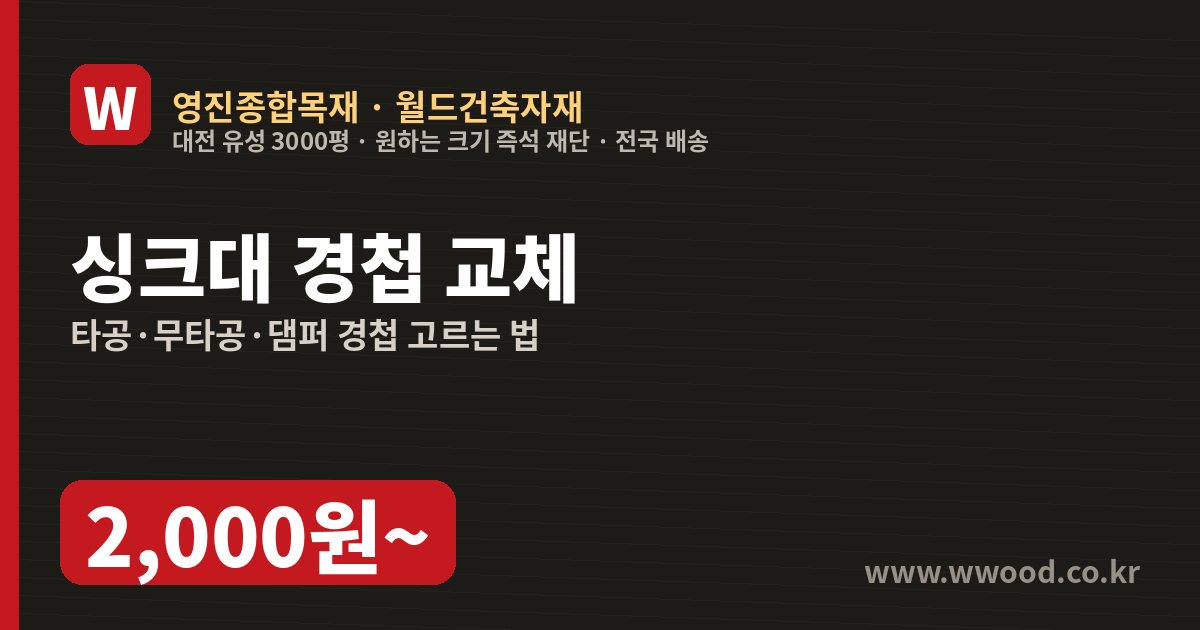 W
영진종합목재 · 월드건축자재
대전 유성 3000평 · 원하는 크기 즉석 재단 · 전국 배송
싱크대 경첩 교체
타공·무타공·댐퍼 경첩 고르는 법
2,000원~
www.wwood.co.kr